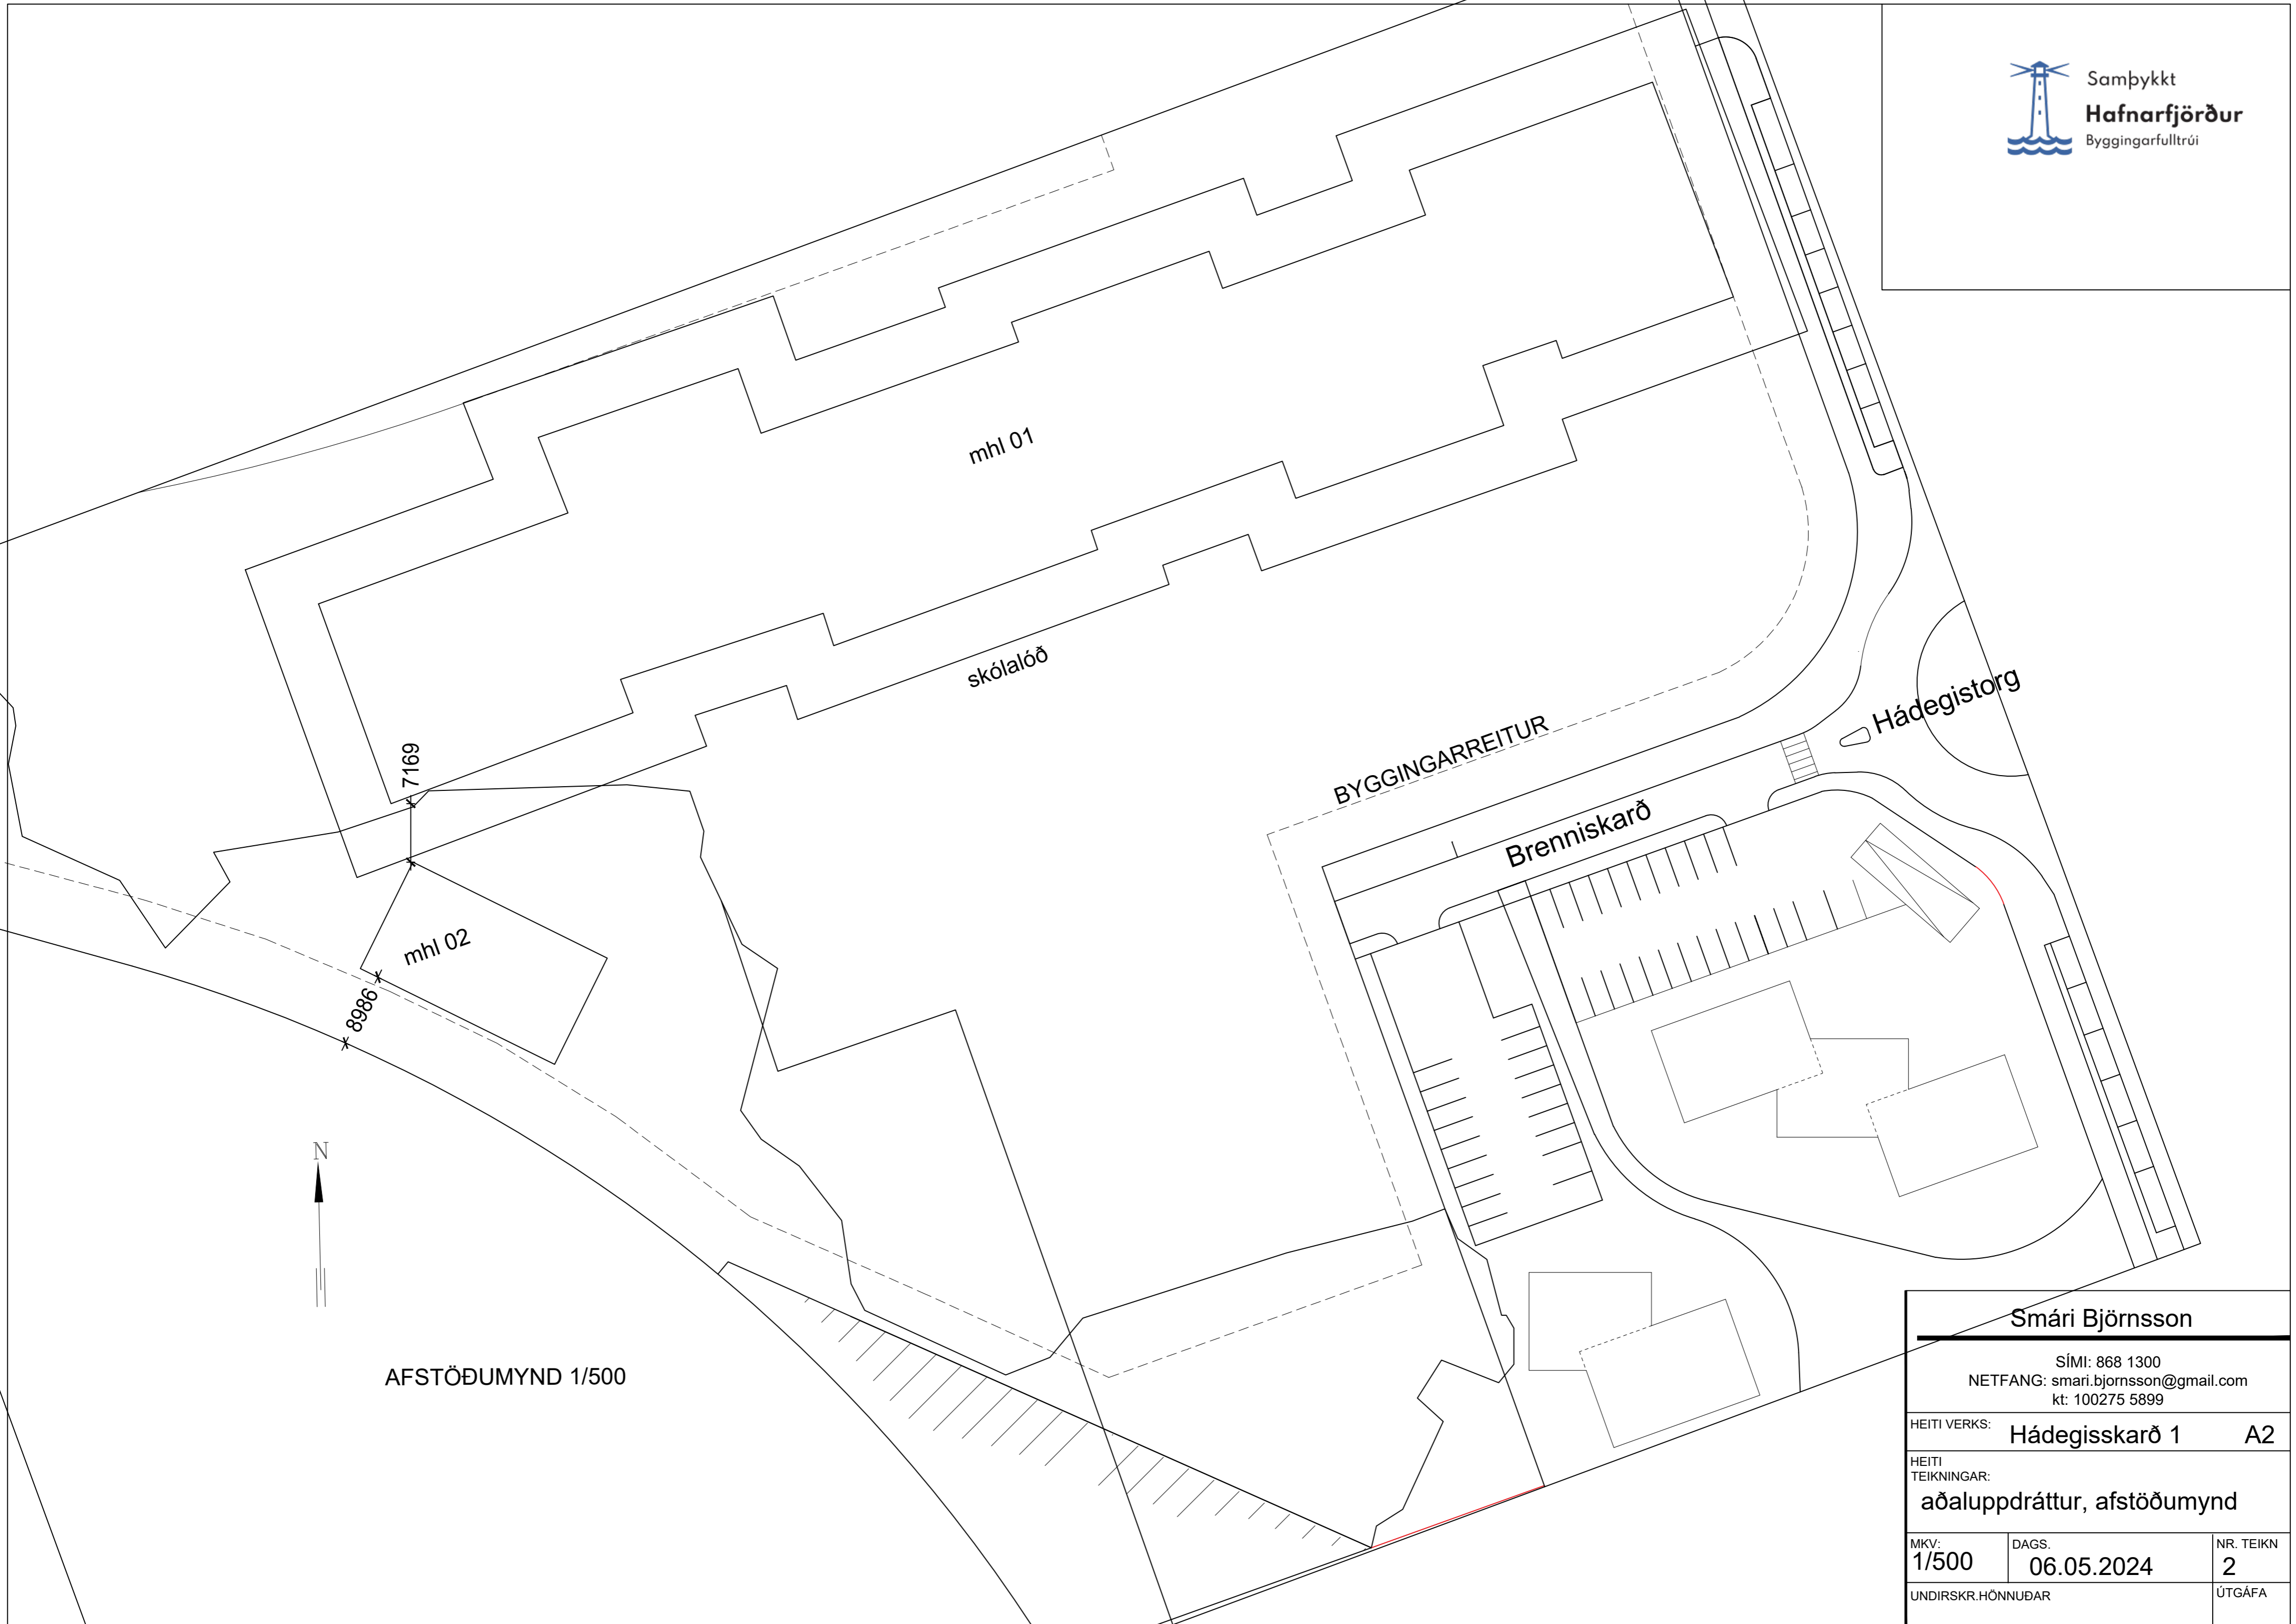 Samþykkt
Hafnarfjörður
Byggingarfulltrúi
mhl 01
skólalóð
Hádegistorg
BYGGINGARREITUR
Brenniskarð
7169
mhl 02
8986
N
AFSTÖÐUMYND 1/500
Smári Björnsson
SÍMI: 868 1300
NETFANG: smari.bjornsson@gmail.com
kt: 100275 5899
HEITI VERKS: Hádegisskarð 1 A2
HEITI
TEIKNINGAR:
aðaluppdráttur, afstöðumynd
MKV: DAGS. NR. TEIKN
1/500 06.05.2024 2
UNDIRSKR.HÖNNUÐAR ÚTGÁFA